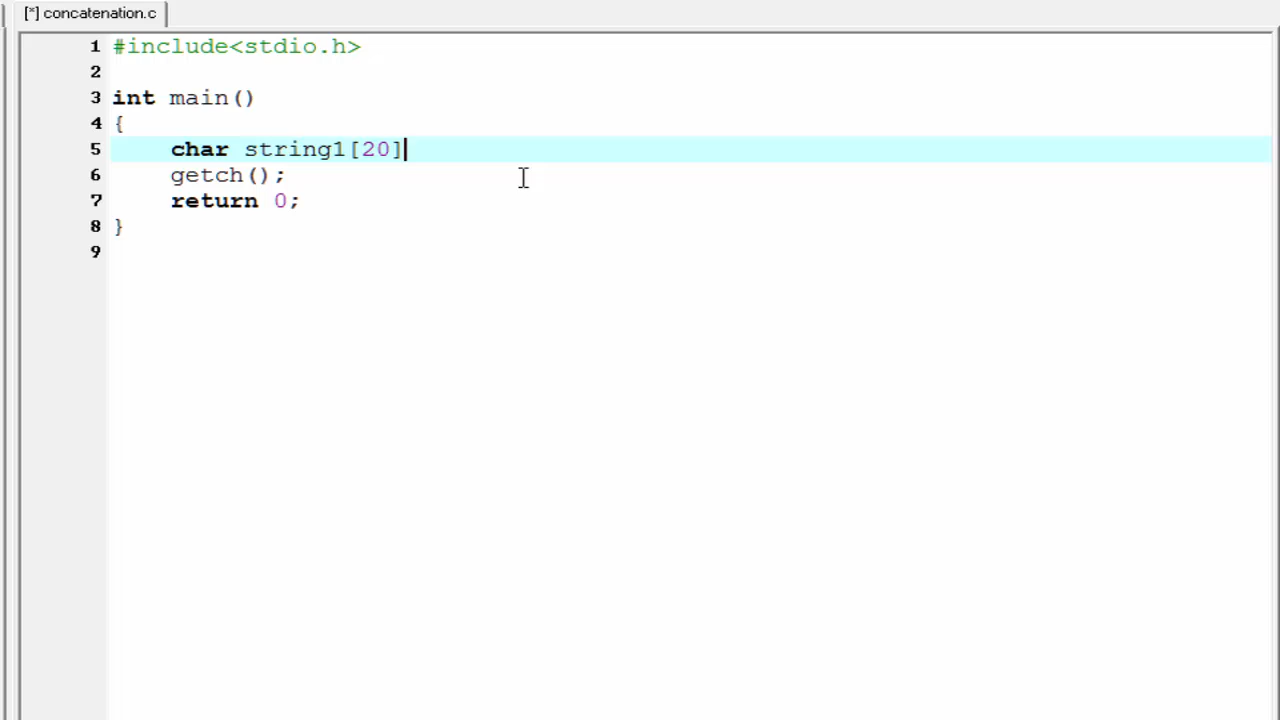 [*] concatenation.c
1 #include<stdio.h>
2
3 int main()
4 {
5 char string1[20]
6 getch();
7 return 0;
8 }
9